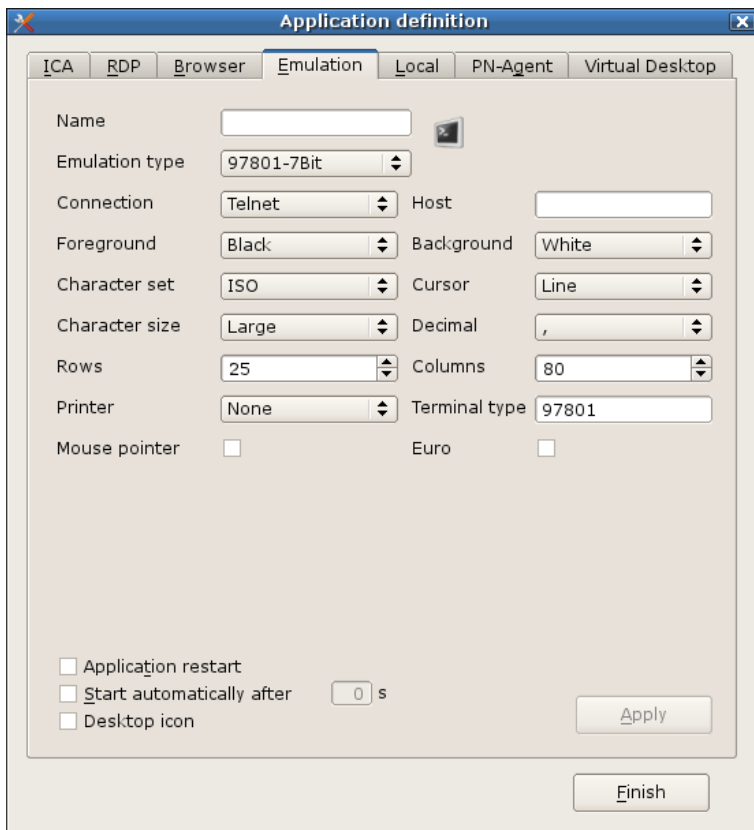 Application definition
ICA RDP Browser Emulation Local PN-Agent Virtual Desktop
Name
Emulation type 97801-7Bit
Connection Telnet Host
Foreground Black Background White
Character set ISO Cursor Line
Character size Large Decimal ,
Rows 25 Columns 80
Printer None Terminal type 97801
Mouse pointer Euro
Application restart
Start automatically after 0 s
Desktop icon
Apply
Finish